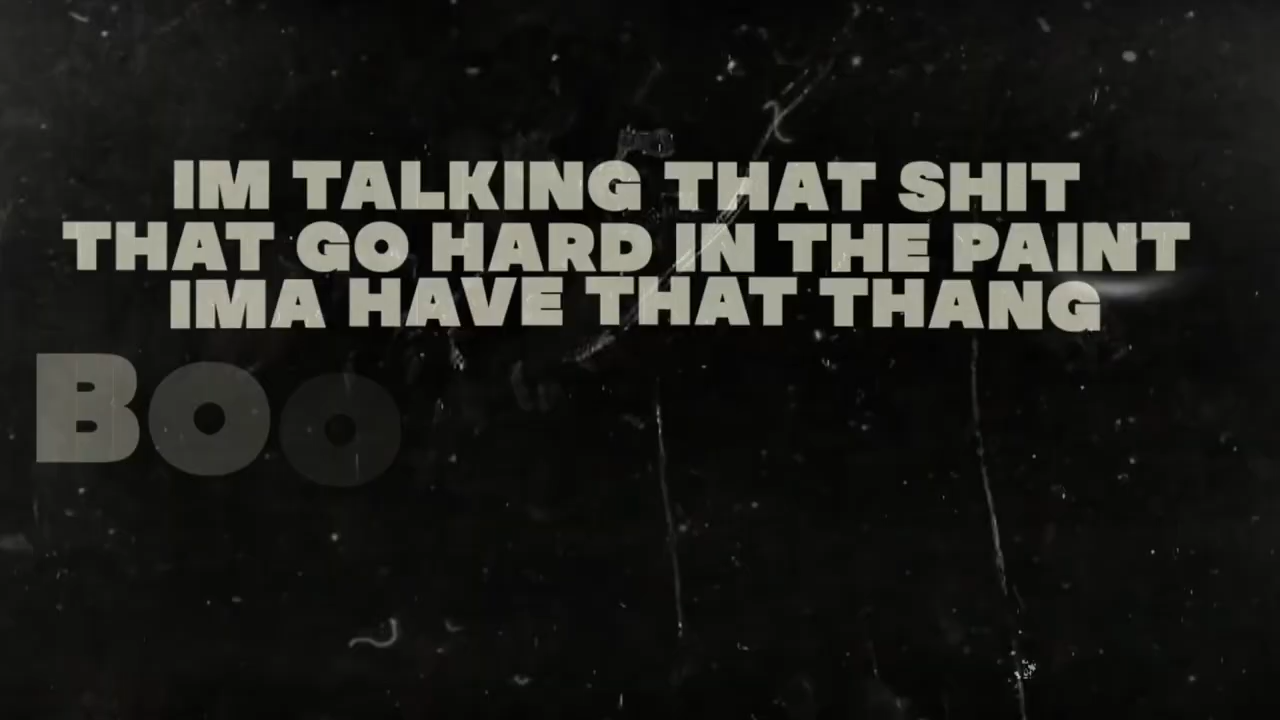 IM TALKING THAT SHIT
THAT GO HARD IN THE PAINT
IMA HAVE THAT THANG
BOO